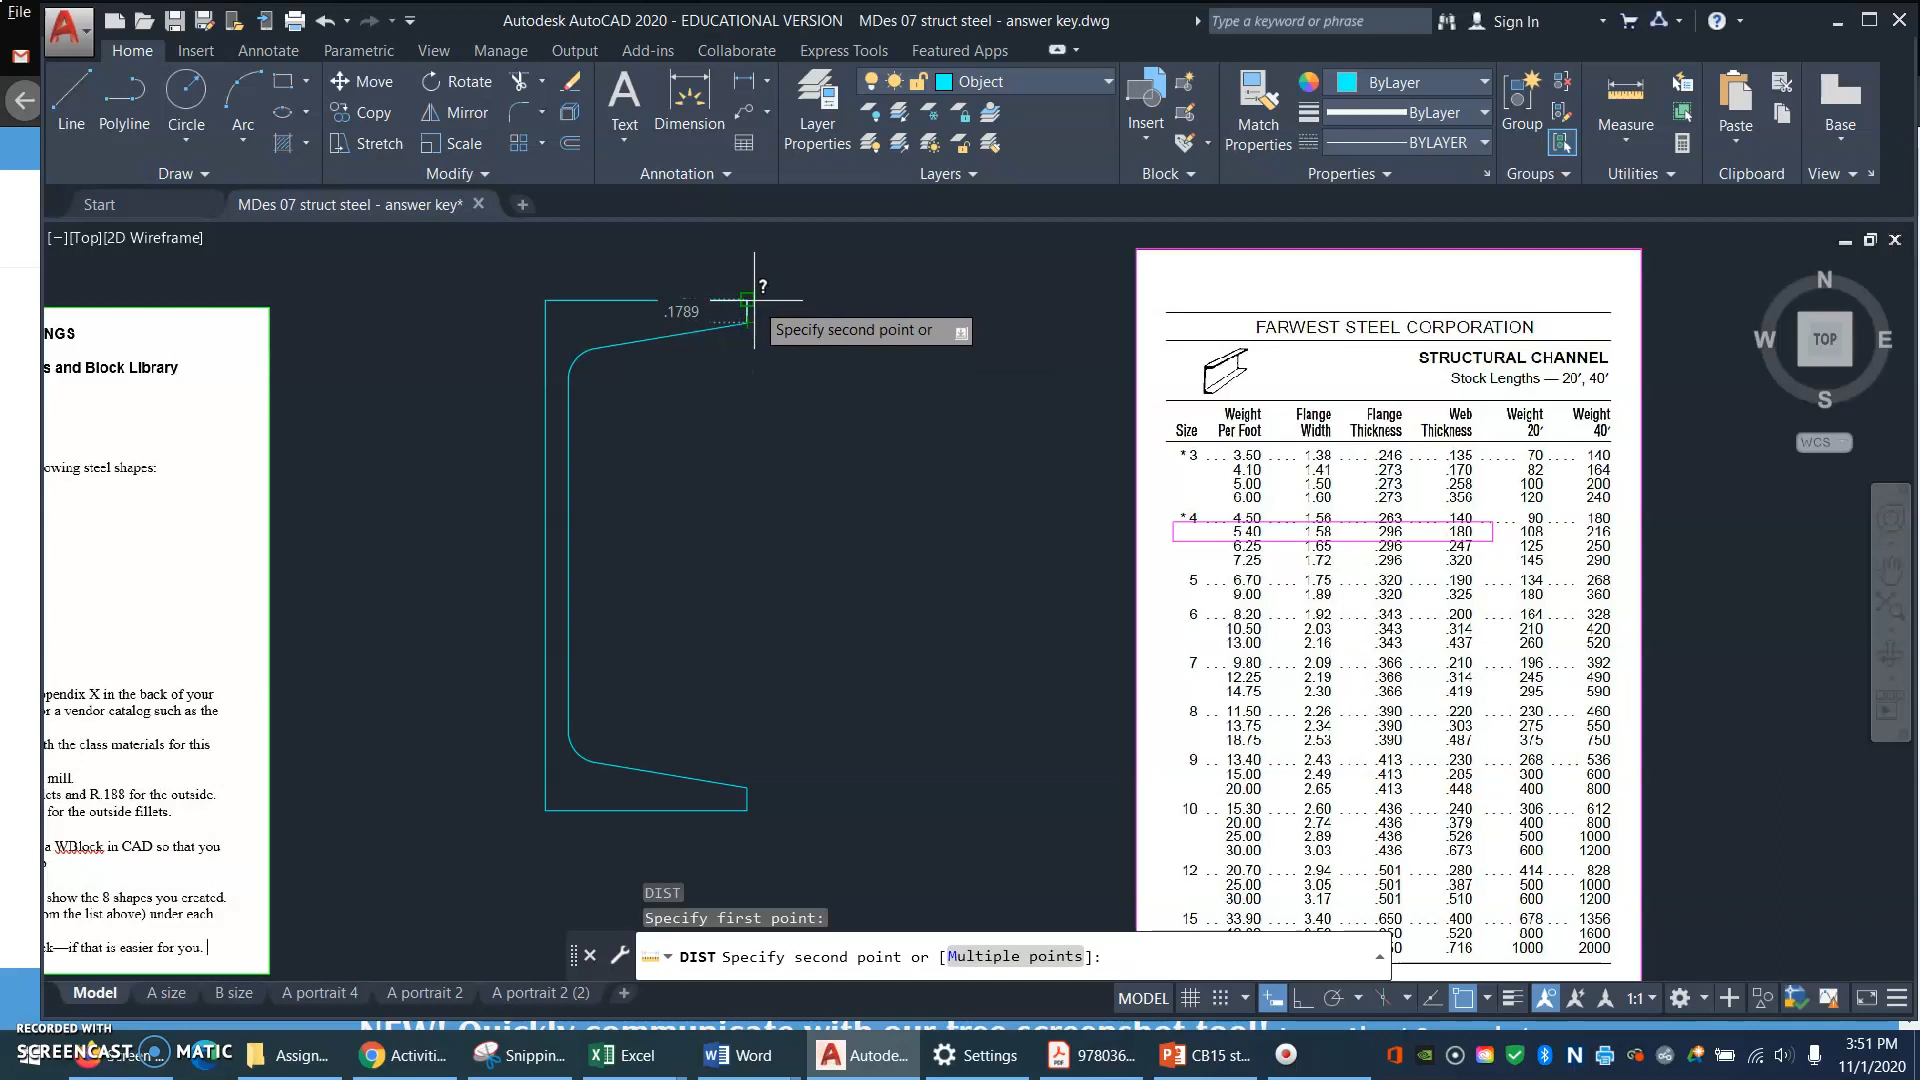 File
Autodesk AutoCAD 2020 - EDUCATIONAL VERSION MDes 07 struct steel - answer key.dwg
Type a keyword or phrase
Sign In
Home Insert Annotate Parametric View Manage Output Add-ins Collaborate Express Tools Featured Apps
Line Polyline Circle Arc
Move Rotate
Copy Mirror
Stretch Scale
Text Dimension
Layer Properties
Object
Insert
Match Properties
ByLayer
ByLayer
BYLAYER
Group
Measure
Paste
Base
Draw Modify Annotation Layers Block Properties Groups Utilities Clipboard View
Start MDes 07 struct steel - answer key*
[−][Top][2D Wireframe]
NGS
s and Block Library
owing steel shapes:
pendix X in the back of your
r a vendor catalog such as the
th the class materials for this
mill.
ts and R.188 for the outside.
for the outside fillets.
a WBlock in CAD so that you
show the 8 shapes you created.
om the list above) under each
ck—if that is easier for you.
?
.1789
Specify second point or
N
W TOP E
S
WCS
FARWEST STEEL CORPORATION
STRUCTURAL CHANNEL
Stock Lengths — 20′, 40′
Size Weight Per Foot Flange Width Flange Thickness Web Thickness Weight 20′ Weight 40′
*3 3.50 1.38 .246 .135 70 140
4.10 1.41 .273 .170 82 164
5.00 1.50 .273 .258 100 200
6.00 1.60 .273 .356 120 240
*4 4.50 1.56 .263 .140 90 180
5.40 1.58 .296 .180 108 216
6.25 1.65 .296 .247 125 250
7.25 1.72 .296 .320 145 290
5 6.70 1.75 .320 .190 134 268
9.00 1.89 .320 .325 180 360
6 8.20 1.92 .343 .200 164 328
10.50 2.03 .343 .314 210 420
13.00 2.16 .343 .437 260 520
7 9.80 2.09 .366 .210 196 392
12.25 2.19 .366 .314 245 490
14.75 2.30 .366 .419 295 590
8 11.50 2.26 .390 .220 230 460
13.75 2.34 .390 .303 275 550
18.75 2.53 .390 .487 375 750
9 13.40 2.43 .413 .230 268 536
15.00 2.49 .413 .285 300 600
20.00 2.65 .413 .448 400 800
10 15.30 2.60 .436 .240 306 612
20.00 2.74 .436 .379 400 800
25.00 2.89 .436 .526 500 1000
30.00 3.03 .436 .673 600 1200
12 20.70 2.94 .501 .280 414 828
25.00 3.05 .501 .387 500 1000
30.00 3.17 .501 .510 600 1200
15 33.90 3.40 .650 .400 678 1356
.520 800 1600
.716 1000 2000
DIST
Specify first point:
DIST Specify second point or [Multiple points]:
Model A size B size A portrait 4 A portrait 2 A portrait 2 (2)
MODEL 1:1
NEW! Quickly communicate with our free screenshot tool!
RECORDED WITH
SCREENCAST MATIC
Assign... Activiti... Snippin... Excel Word Autode... Settings 978036... CB15 st...
3:51 PM
11/1/2020